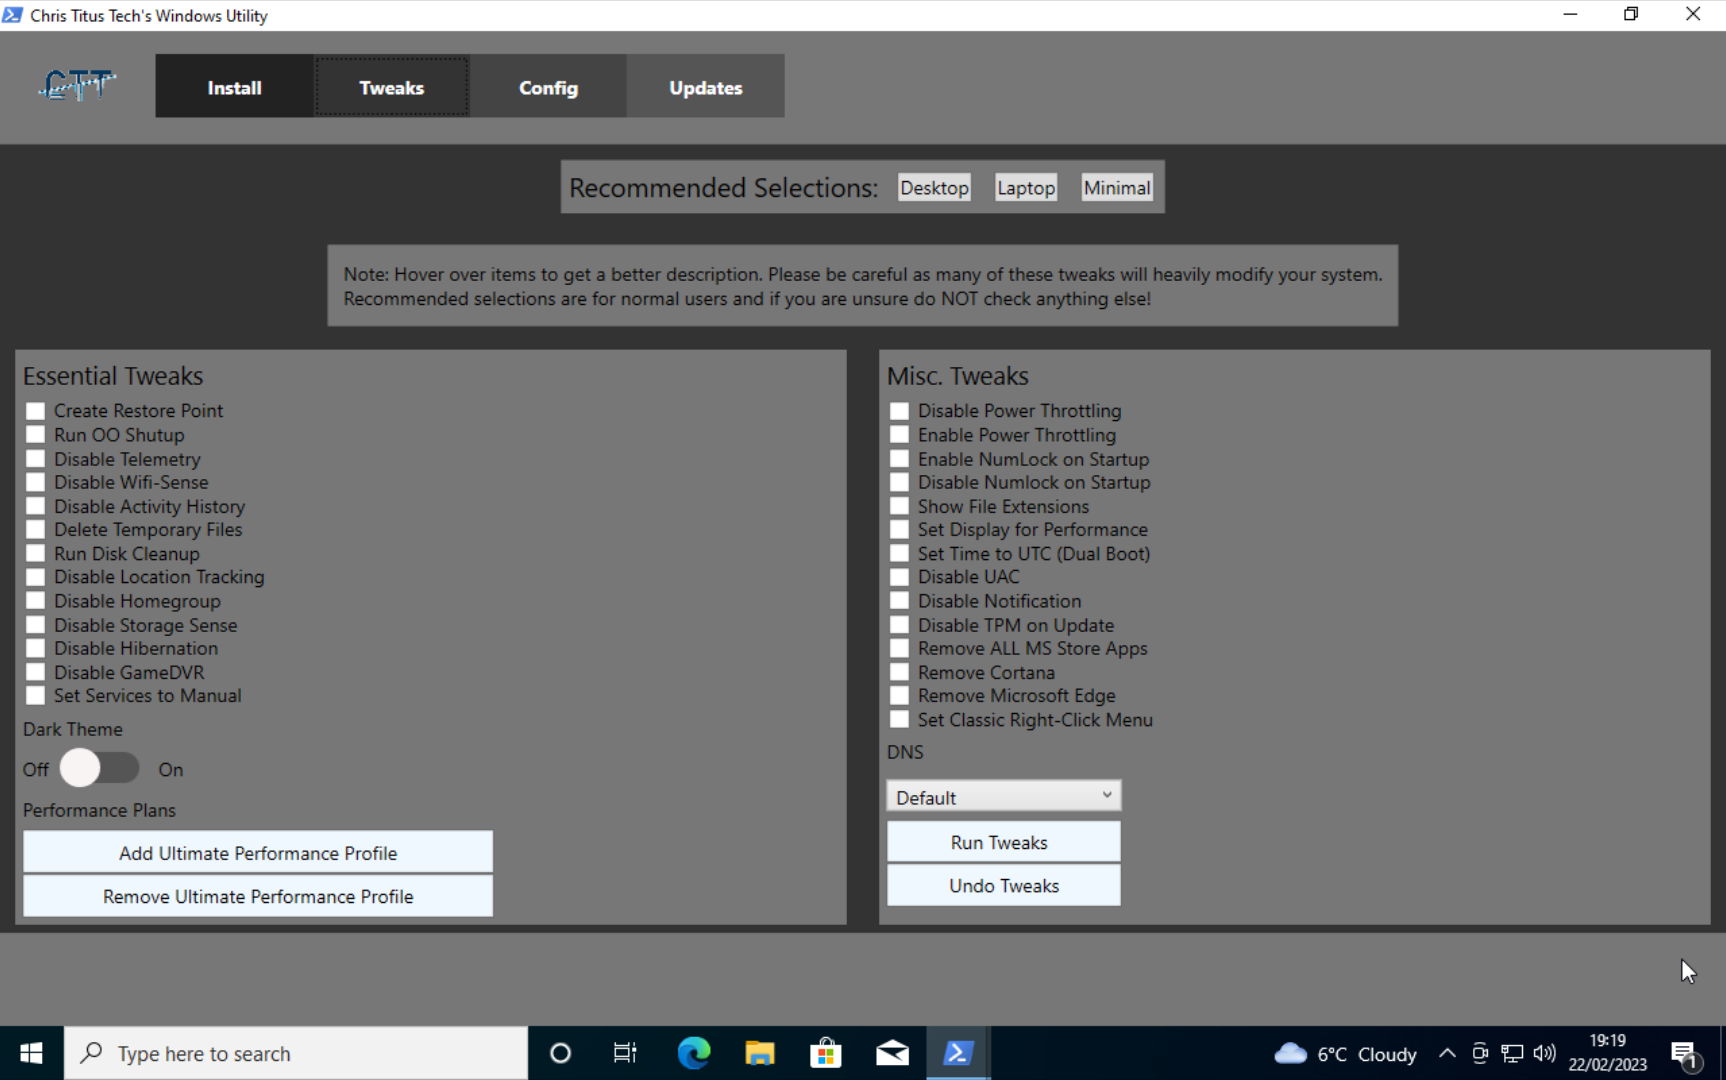 Chris Titus Tech's Windows Utility
CTT
Install
Tweaks
Config
Updates
Recommended Selections:
Desktop
Laptop
Minimal
Note: Hover over items to get a better description. Please be careful as many of these tweaks will heavily modify your system.
Recommended selections are for normal users and if you are unsure do NOT check anything else!
Essential Tweaks
Create Restore Point
Run OO Shutup
Disable Telemetry
Disable Wifi-Sense
Disable Activity History
Delete Temporary Files
Run Disk Cleanup
Disable Location Tracking
Disable Homegroup
Disable Storage Sense
Disable Hibernation
Disable GameDVR
Set Services to Manual
Dark Theme
Off
On
Performance Plans
Add Ultimate Performance Profile
Remove Ultimate Performance Profile
Misc. Tweaks
Disable Power Throttling
Enable Power Throttling
Enable NumLock on Startup
Disable Numlock on Startup
Show File Extensions
Set Display for Performance
Set Time to UTC (Dual Boot)
Disable UAC
Disable Notification
Disable TPM on Update
Remove ALL MS Store Apps
Remove Cortana
Remove Microsoft Edge
Set Classic Right-Click Menu
DNS
Default
Run Tweaks
Undo Tweaks
Type here to search
6°C Cloudy
19:19
22/02/2023
1